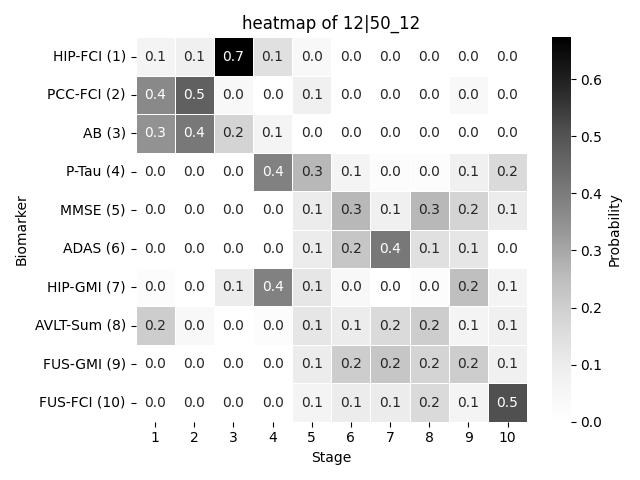 heatmap of 12|50_12
HIP-FCI (1) 0.1 0.1 0.7 0.1 0.0 0.0 0.0 0.0 0.0 0.0
PCC-FCI (2) 0.4 0.5 0.0 0.0 0.1 0.0 0.0 0.0 0.0 0.0
AB (3) 0.3 0.4 0.2 0.1 0.0 0.0 0.0 0.0 0.0 0.0
P-Tau (4) 0.0 0.0 0.0 0.4 0.3 0.1 0.0 0.0 0.1 0.2
MMSE (5) 0.0 0.0 0.0 0.0 0.1 0.3 0.1 0.3 0.2 0.1
ADAS (6) 0.0 0.0 0.0 0.0 0.1 0.2 0.4 0.1 0.1 0.0
HIP-GMI (7) 0.0 0.0 0.1 0.4 0.1 0.0 0.0 0.0 0.2 0.1
AVLT-Sum (8) 0.2 0.0 0.0 0.0 0.1 0.1 0.2 0.2 0.1 0.1
FUS-GMI (9) 0.0 0.0 0.0 0.0 0.1 0.2 0.2 0.2 0.2 0.1
FUS-FCI (10) 0.0 0.0 0.0 0.0 0.1 0.1 0.1 0.2 0.1 0.5
1 2 3 4 5 6 7 8 9 10
Stage
Biomarker
0.6
0.5
0.4
0.3
0.2
0.1
0.0
Probability